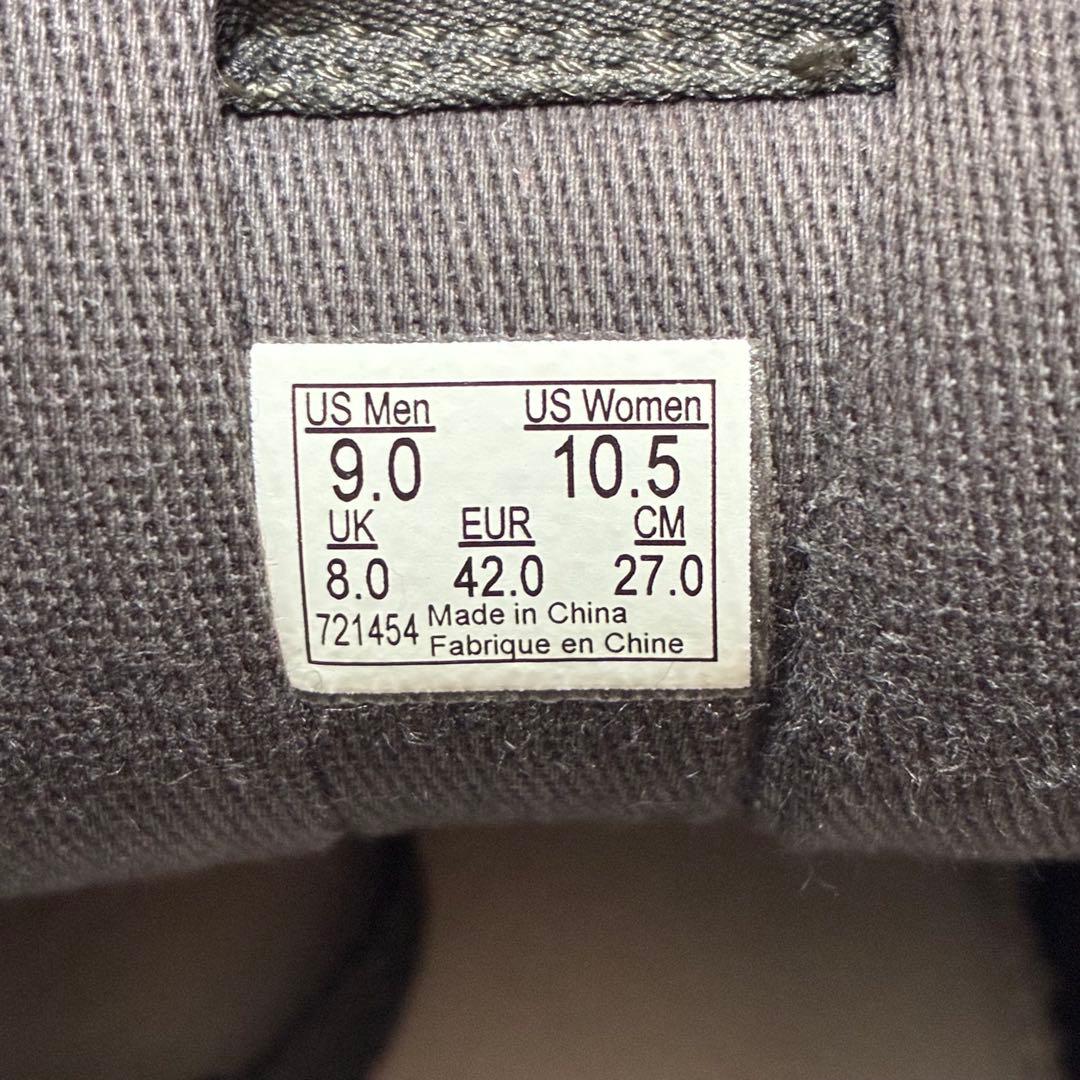 US Men US Women
9.0 10.5
UK EUR CM
8.0 42.0 27.0
721454 Made in China
Fabrique en Chine